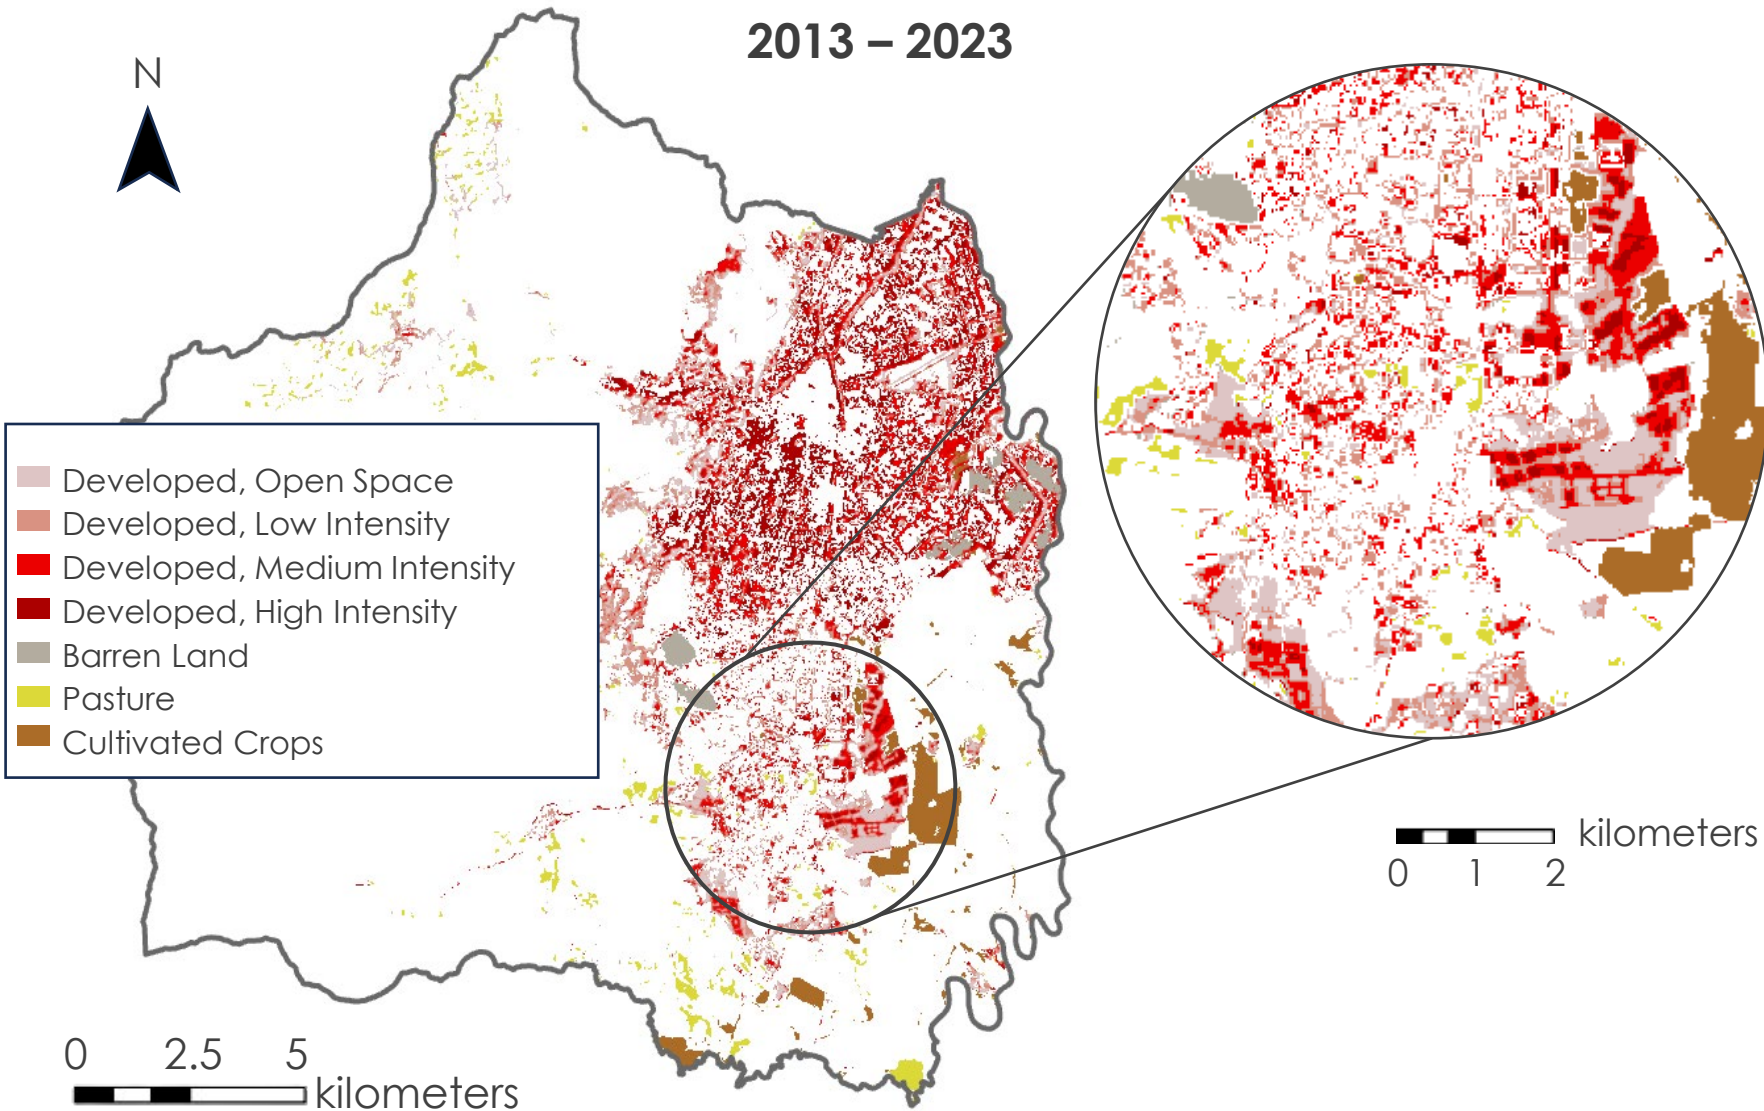 2013 – 2023
N
Developed, Open Space
Developed, Low Intensity
Developed, Medium Intensity
Developed, High Intensity
Barren Land
Pasture
Cultivated Crops
kilometers
0 1 2
0 2.5 5
kilometers